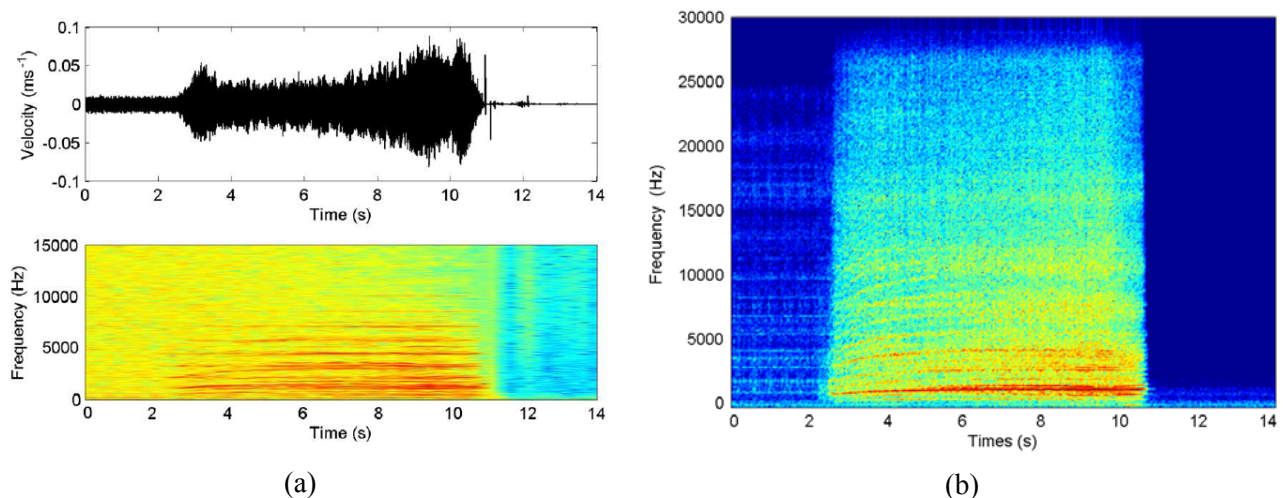 0.1
0.05
0
-0.05
-0.1
Velocity (ms⁻¹)
0 2 4 6 8 10 12 14
Time (s)
15000
10000
5000
0
Frequency (Hz)
0 2 4 6 8 10 12 14
Time (s)
(a)
30000
25000
20000
15000
10000
5000
0
Frequency (Hz)
0 2 4 6 8 10 12 14
Times (s)
(b)